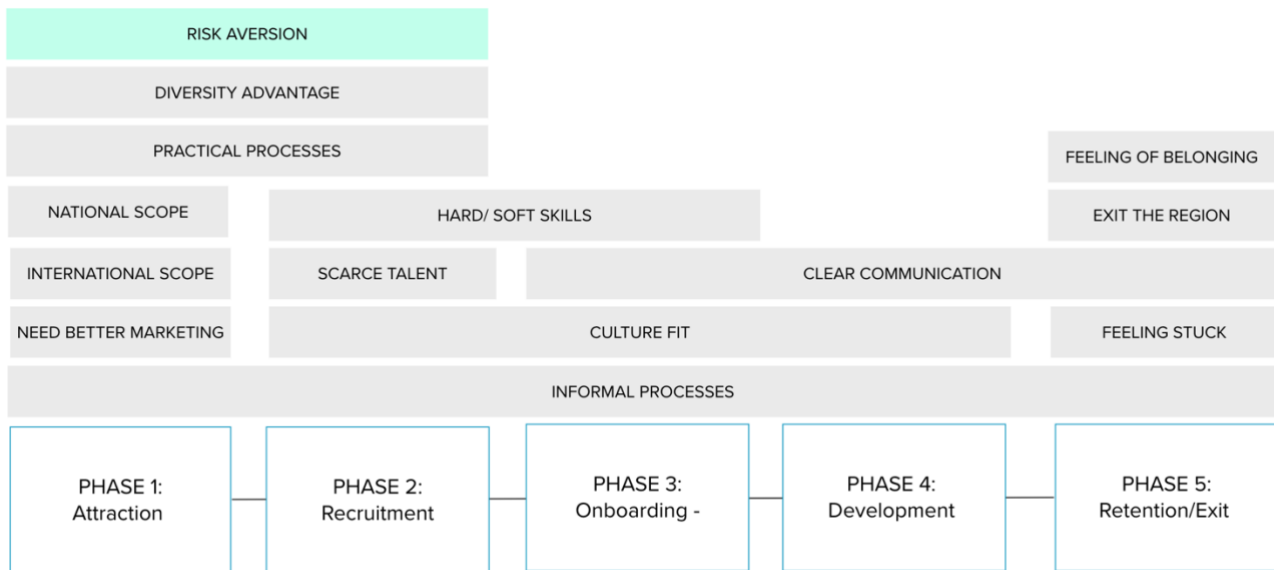 RISK AVERSION
DIVERSITY ADVANTAGE
PRACTICAL PROCESSES
FEELING OF BELONGING
NATIONAL SCOPE
HARD/ SOFT SKILLS
EXIT THE REGION
INTERNATIONAL SCOPE
SCARCE TALENT
CLEAR COMMUNICATION
NEED BETTER MARKETING
CULTURE FIT
FEELING STUCK
INFORMAL PROCESSES
PHASE 1:
Attraction
PHASE 2:
Recruitment
PHASE 3:
Onboarding -
PHASE 4:
Development
PHASE 5:
Retention/Exit